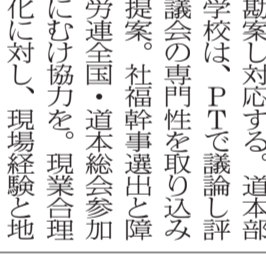 勘案し対応する。道本部
学校は、ＰＴで議論し評
議会の専門性を取り込み
提案。社福幹事選出と障
労連全国・道本総会参加
にむけ協力を。現業合理
化に対し、現場経験と地